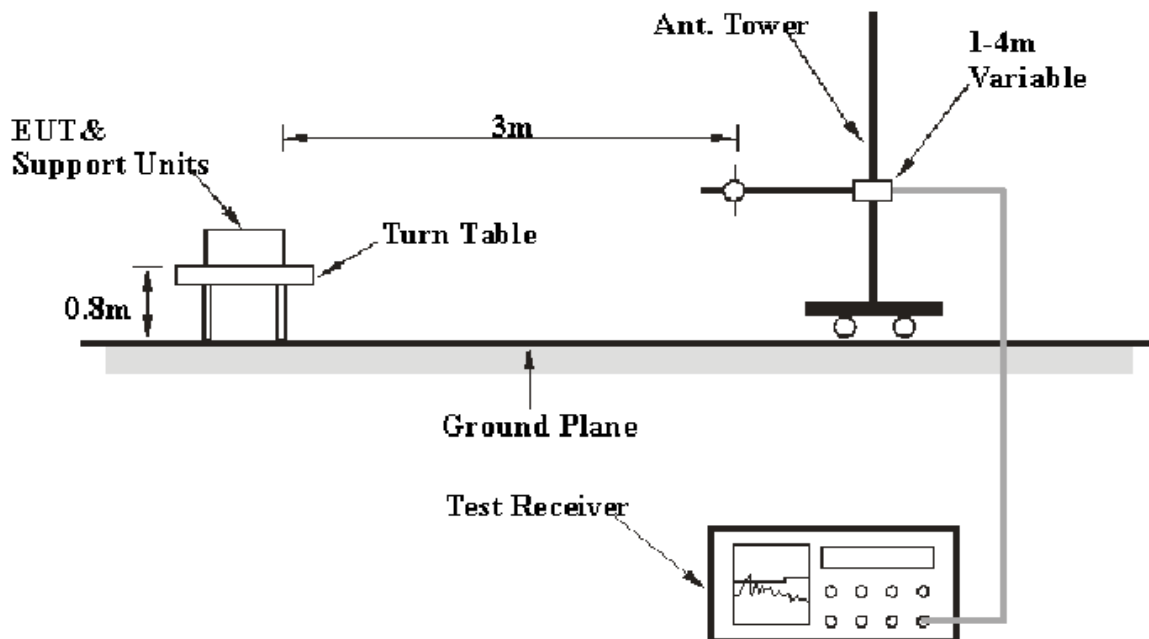 Ant. Tower
1-4m
Variable
3m
EUT&
Support Units
Turn Table
0.8m
Ground Plane
Test Receiver